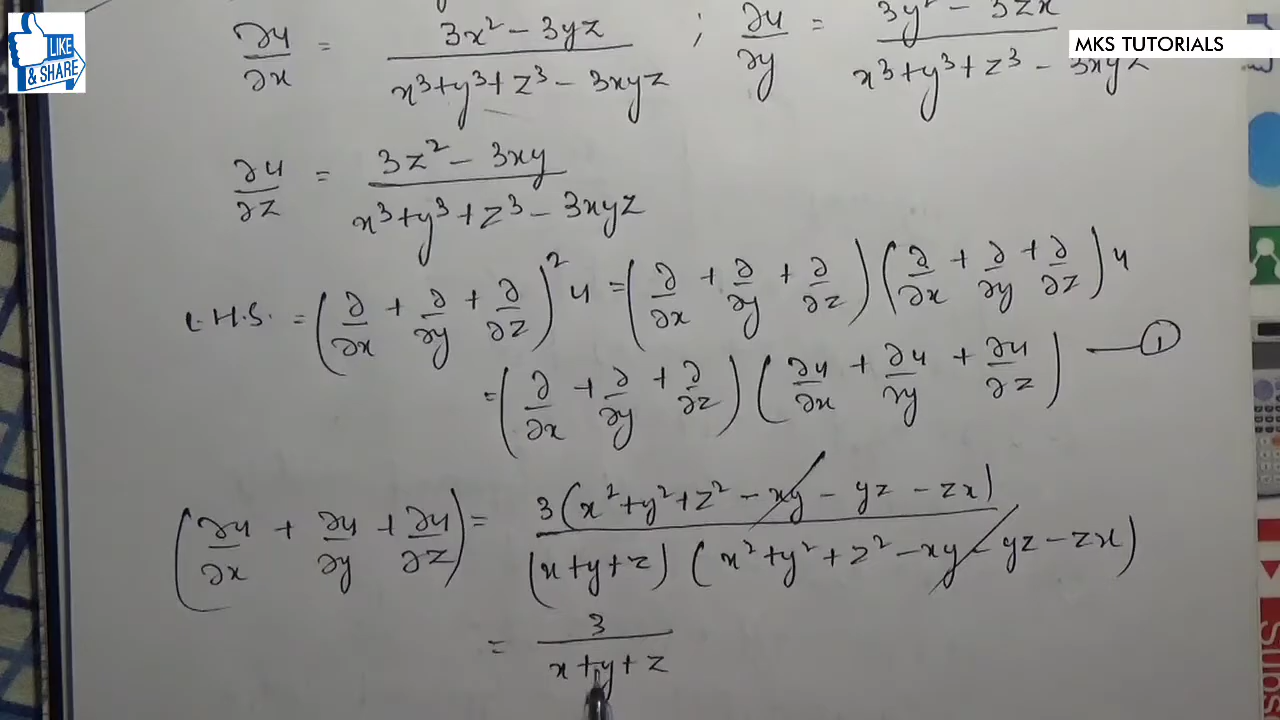 LIKE
& SHARE
MKS TUTORIALS
∂u/∂x = (3x² - 3yz)/(x³+y³+z³ - 3xyz) ; ∂u/∂y = (3y² - 3zx)/(x³+y³+z³ - 3xyz)
∂u/∂z = (3z² - 3xy)/(x³+y³+z³ - 3xyz)
L.H.S. = (∂/∂x + ∂/∂y + ∂/∂z)² u = (∂/∂x + ∂/∂y + ∂/∂z)(∂/∂x + ∂/∂y + ∂/∂z)u
= (∂/∂x + ∂/∂y + ∂/∂z)(∂u/∂x + ∂u/∂y + ∂u/∂z) — ①
(∂u/∂x + ∂u/∂y + ∂u/∂z) = 3(x²+y²+z² - xy - yz - zx)/((x+y+z)(x²+y²+z² - xy - yz - zx))
= 3/(x+y+z)
Subs